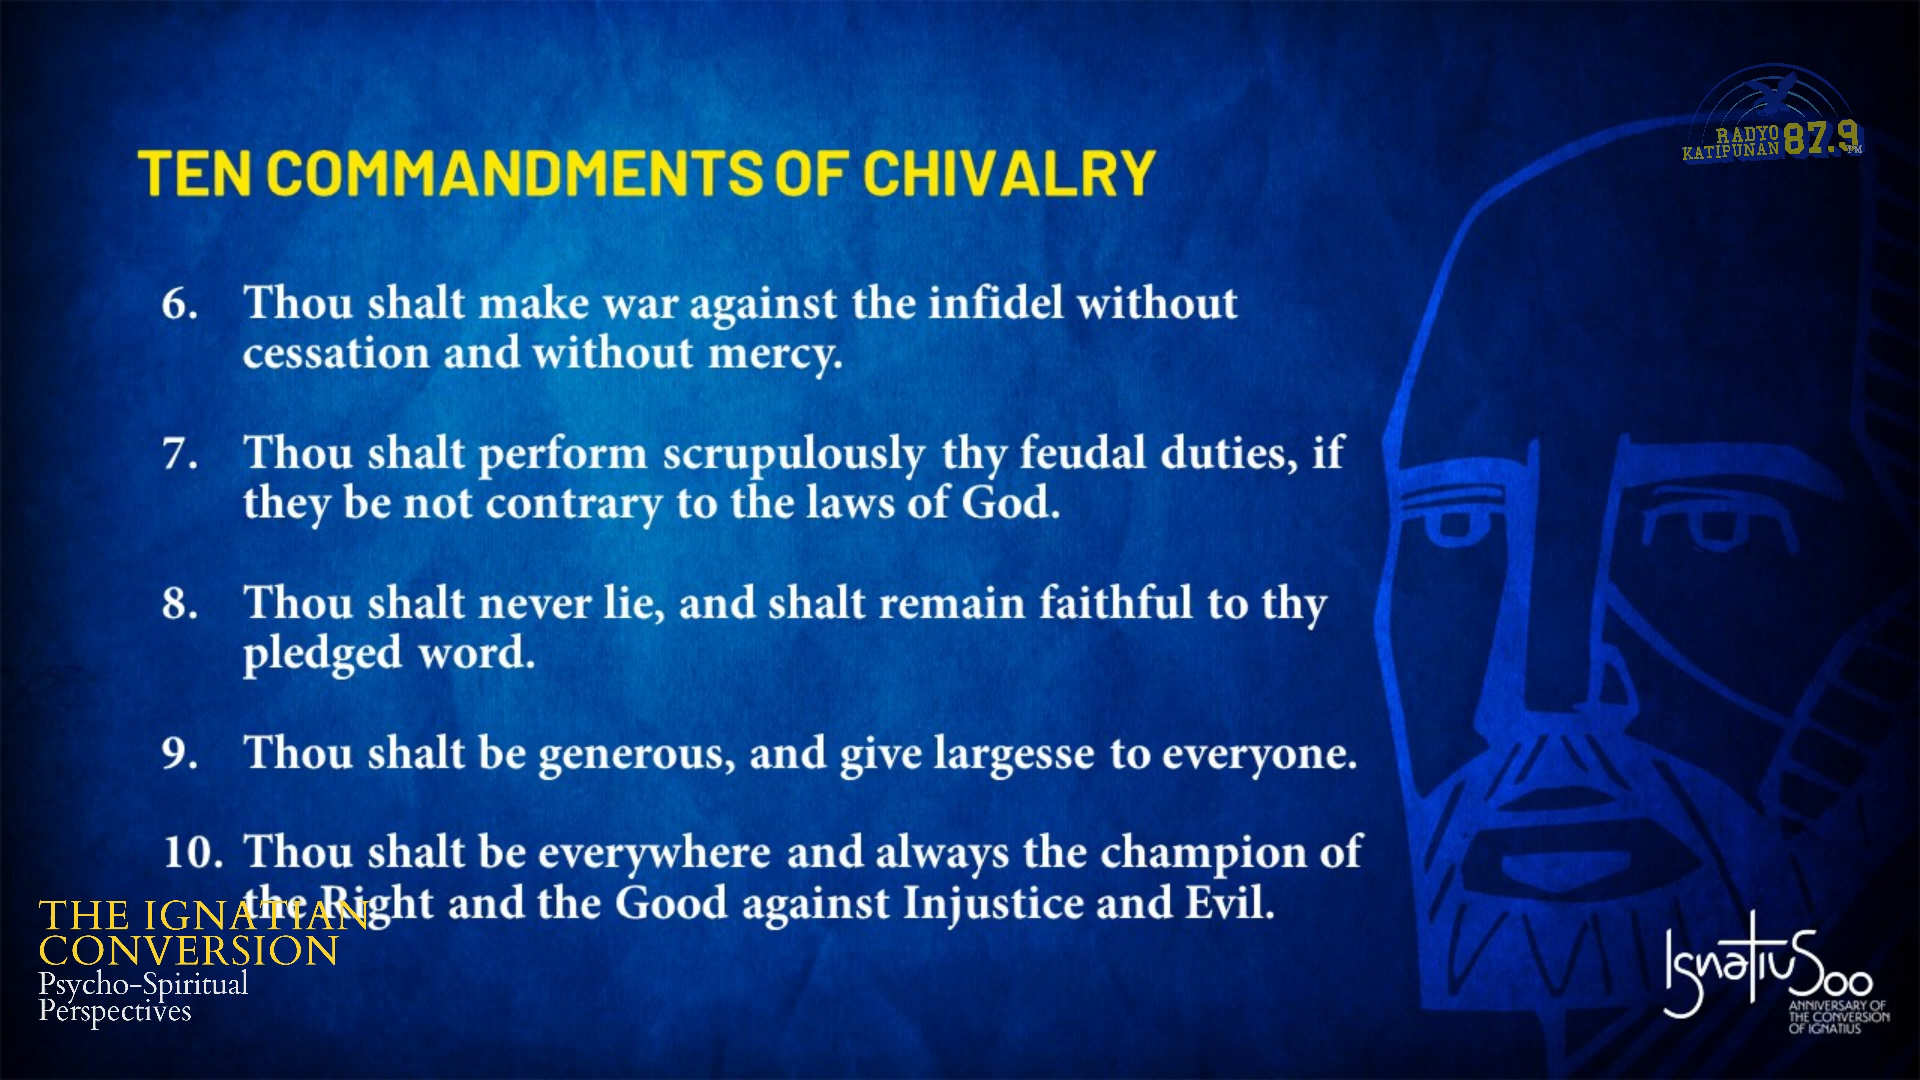 RADYO
KATIPUNAN 87.9 FM
TEN COMMANDMENTS OF CHIVALRY
6. Thou shalt make war against the infidel without
cessation and without mercy.
7. Thou shalt perform scrupulously thy feudal duties, if
they be not contrary to the laws of God.
8. Thou shalt never lie, and shalt remain faithful to thy
pledged word.
9. Thou shalt be generous, and give largesse to everyone.
10. Thou shalt be everywhere and always the champion of
the Right and the Good against Injustice and Evil.
THE IGNATIAN
CONVERSION
Psycho-Spiritual
Perspectives
Ignatius500
ANNIVERSARY OF
THE CONVERSION
OF IGNATIUS